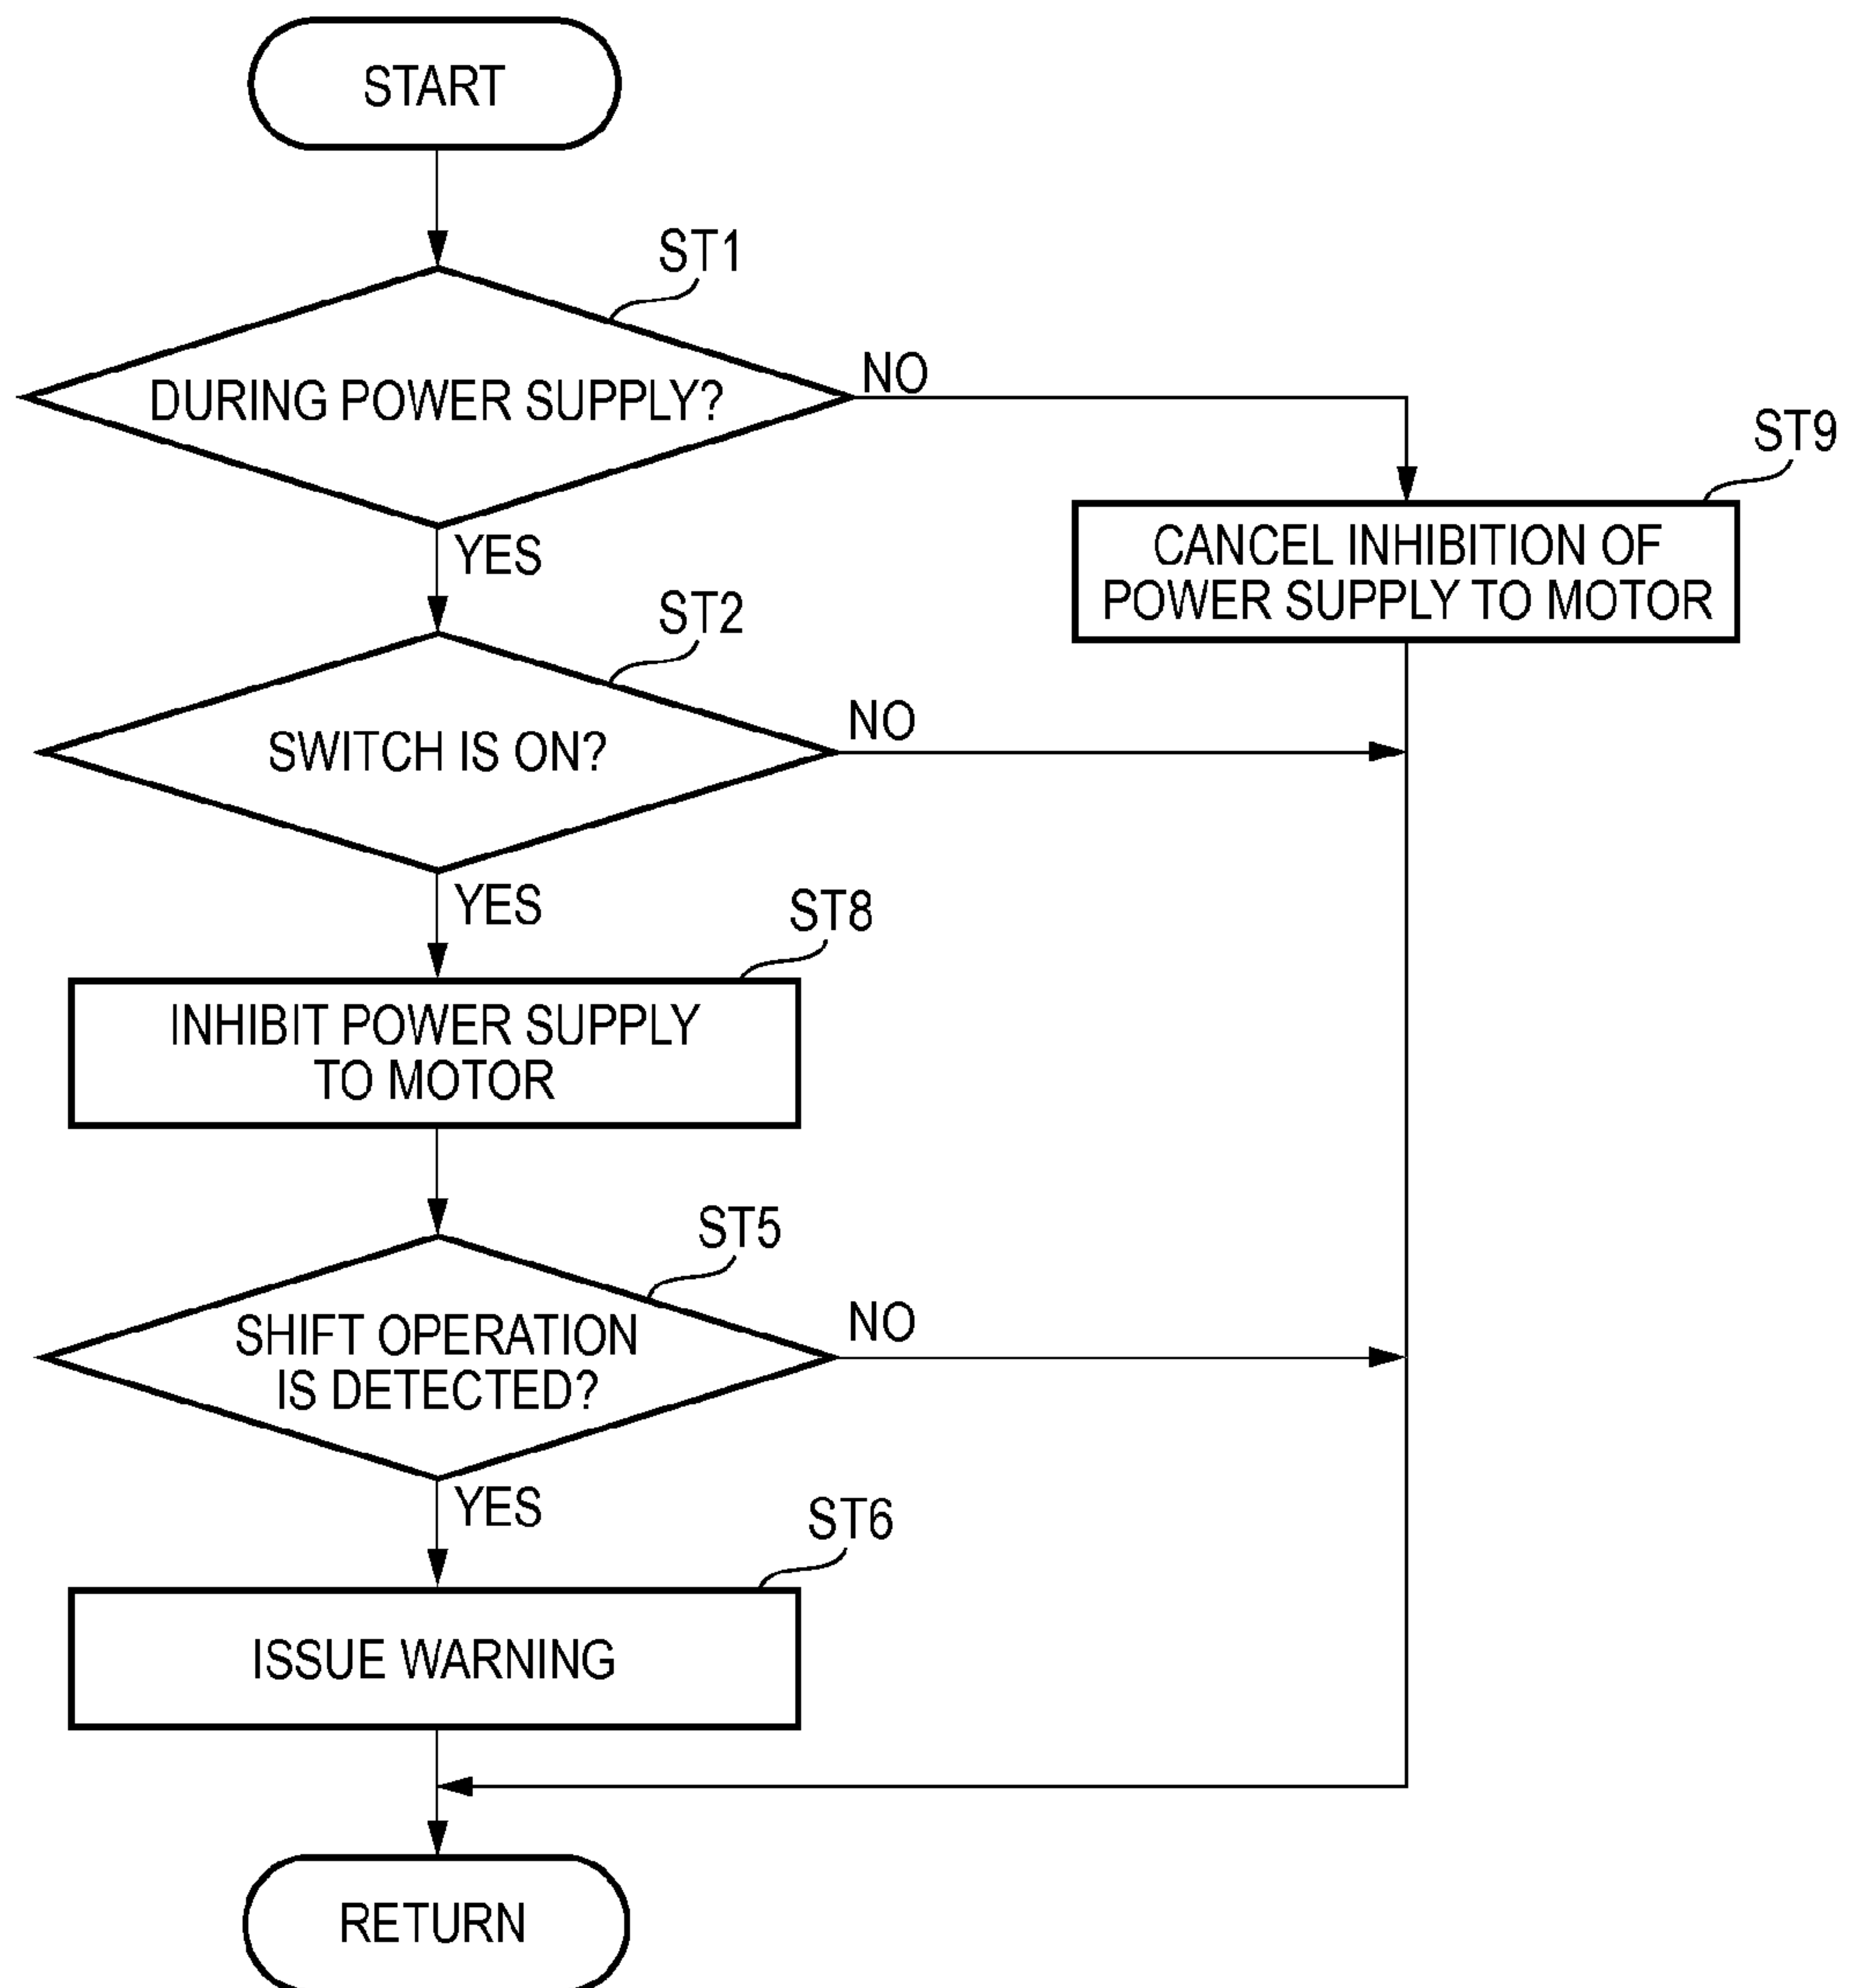 START
ST1
DURING POWER SUPPLY?
NO
ST9
CANCEL INHIBITION OF
POWER SUPPLY TO MOTOR
YES
ST2
SWITCH IS ON?
NO
YES
ST8
INHIBIT POWER SUPPLY
TO MOTOR
ST5
SHIFT OPERATION
IS DETECTED?
NO
YES
ST6
ISSUE WARNING
RETURN